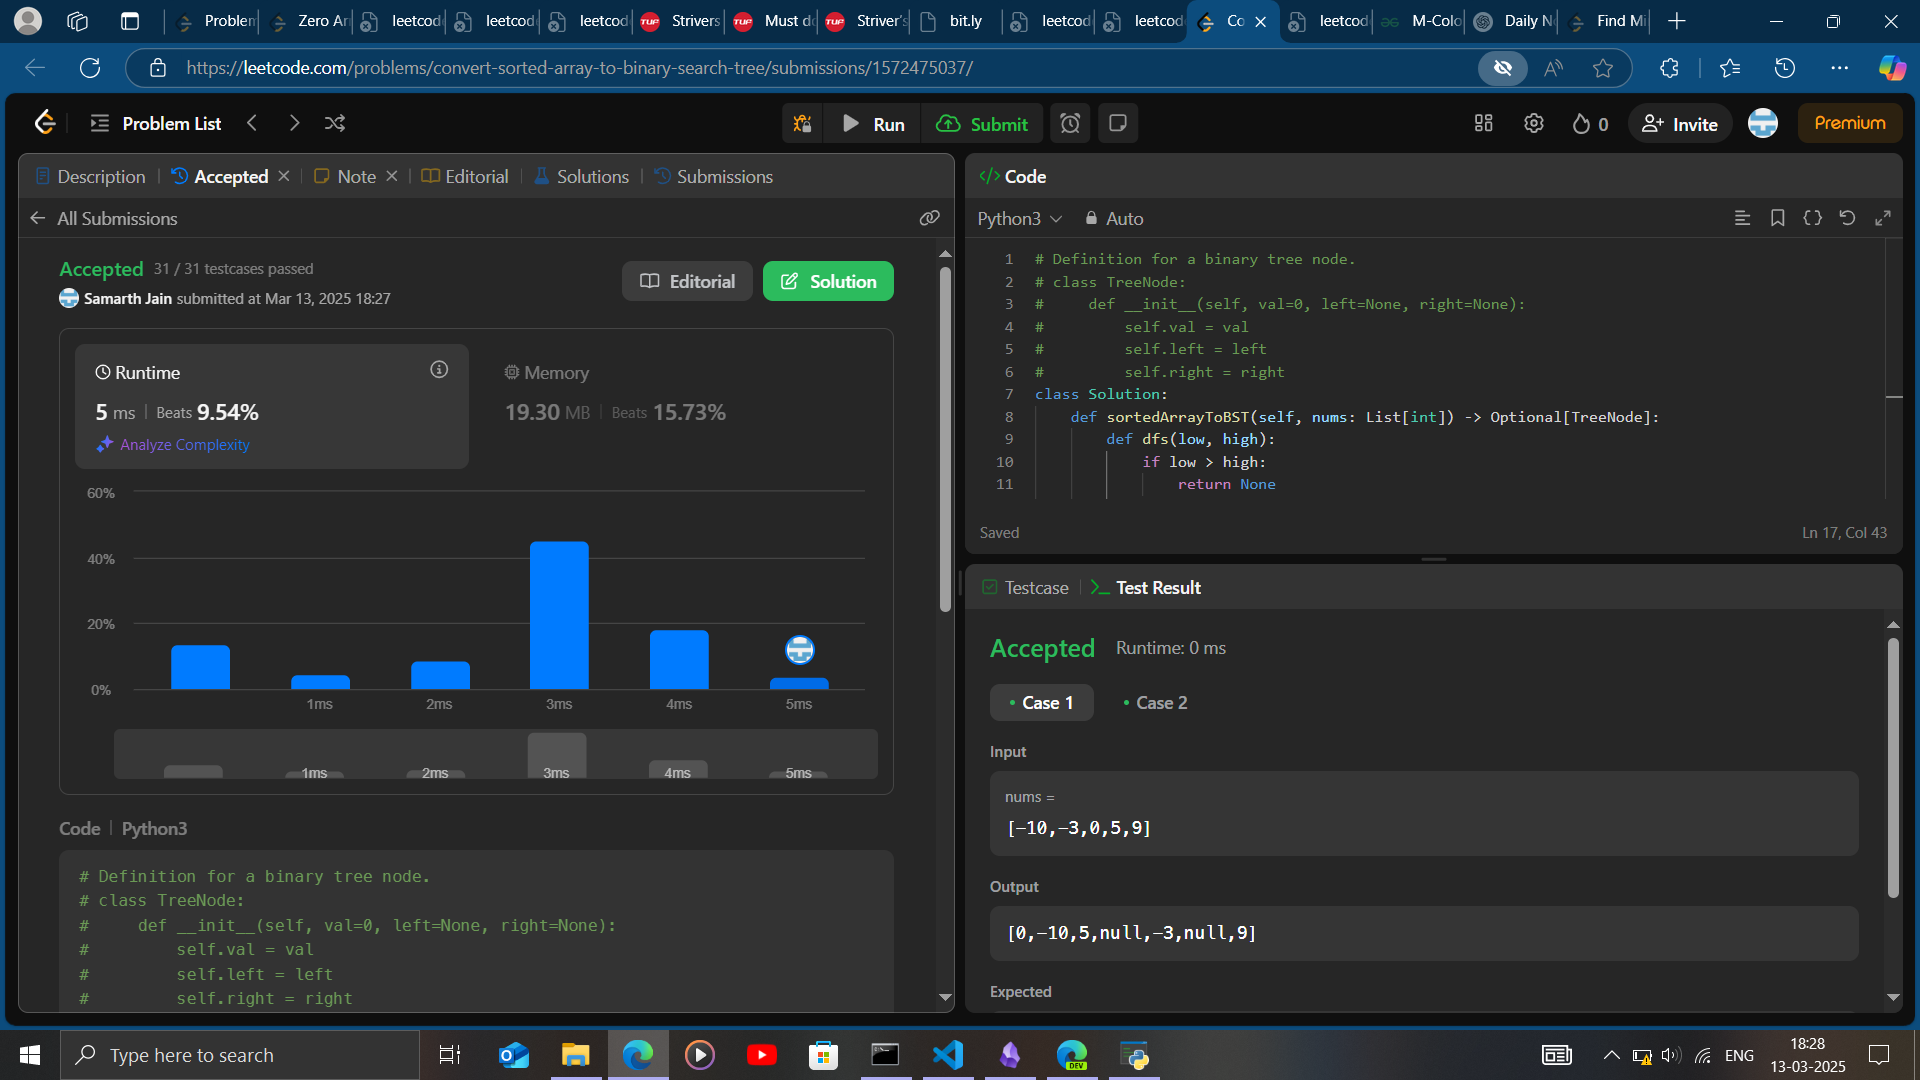 Problem
Zero Ar
leetcod
leetcod
leetcod
Strivers
Must d
Striver's
bit.ly
leetcod
leetcod
Co
leetcod
M-Colo
Daily N
Find Mi
https://leetcode.com/problems/convert-sorted-array-to-binary-search-tree/submissions/1572475037/
Problem List
Run
Submit
0
Invite
Premium
Description
Accepted
Note
Editorial
Solutions
Submissions
All Submissions
Accepted 31 / 31 testcases passed
Samarth Jain submitted at Mar 13, 2025 18:27
Editorial
Solution
Runtime
5 ms | Beats 9.54%
Analyze Complexity
Memory
19.30 MB | Beats 15.73%
60%
40%
20%
0%
1ms 2ms 3ms 4ms 5ms
1ms 2ms 3ms 4ms 5ms
Code | Python3
# Definition for a binary tree node.
# class TreeNode:
#     def __init__(self, val=0, left=None, right=None):
#         self.val = val
#         self.left = left
#         self.right = right
</> Code
Python3
Auto
1 # Definition for a binary tree node.
2 # class TreeNode:
3 #     def __init__(self, val=0, left=None, right=None):
4 #         self.val = val
5 #         self.left = left
6 #         self.right = right
7 class Solution:
8     def sortedArrayToBST(self, nums: List[int]) -> Optional[TreeNode]:
9         def dfs(low, high):
10             if low > high:
11                 return None
Saved
Ln 17, Col 43
Testcase
Test Result
Accepted Runtime: 0 ms
Case 1
Case 2
Input
nums =
[-10,-3,0,5,9]
Output
[0,-10,5,null,-3,null,9]
Expected
Type here to search
DEV
ENG
18:28
13-03-2025